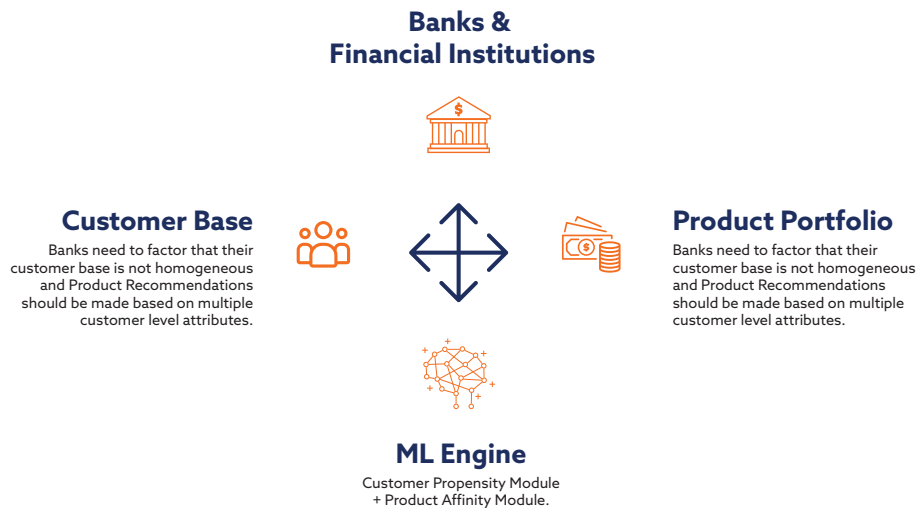 Banks &
Financial Institutions
$
Customer Base
Banks need to factor that their
customer base is not homogeneous
and Product Recommendations
should be made based on multiple
customer level attributes.
$
Product Portfolio
Banks need to factor that their
customer base is not homogeneous
and Product Recommendations
should be made based on multiple
customer level attributes.
ML Engine
Customer Propensity Module
+ Product Affinity Module.